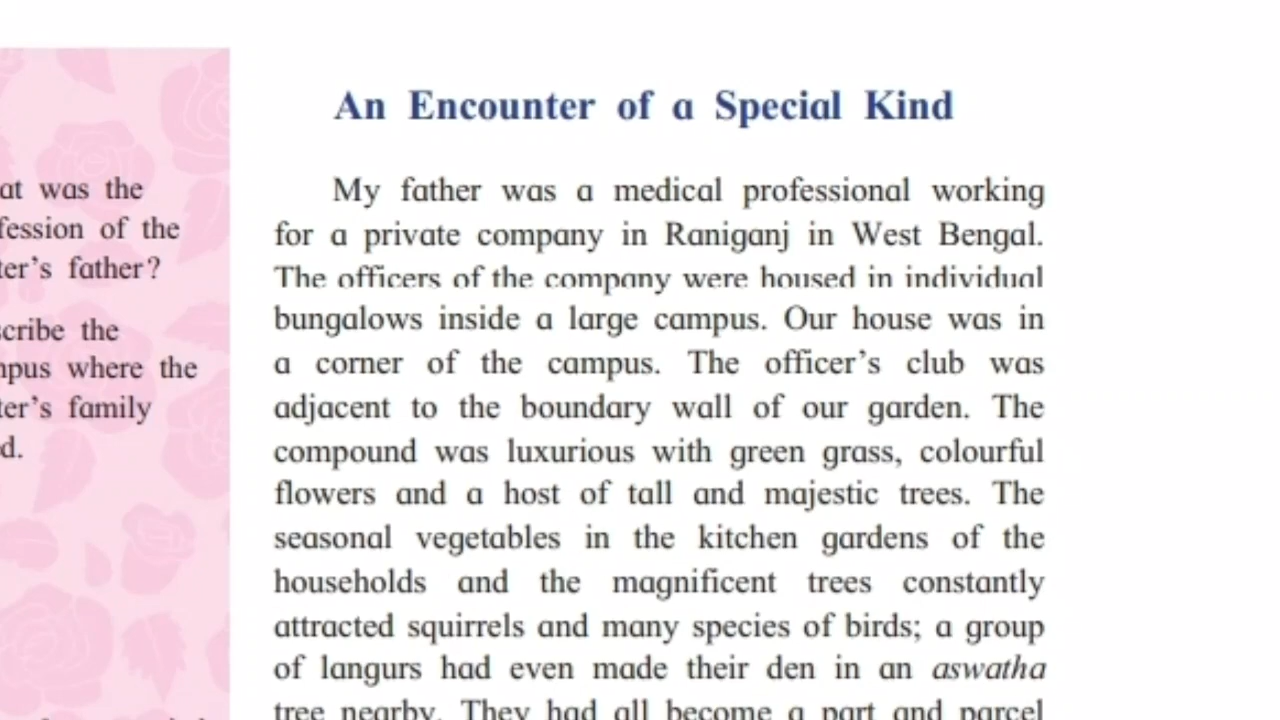 An Encounter of a Special Kind
at was the
fession of the
ter's father?
cribe the
mpus where the
ter's family
d.
My father was a medical professional working
for a private company in Raniganj in West Bengal.
The officers of the company were housed in individual
bungalows inside a large campus. Our house was in
a corner of the campus. The officer's club was
adjacent to the boundary wall of our garden. The
compound was luxurious with green grass, colourful
flowers and a host of tall and majestic trees. The
seasonal vegetables in the kitchen gardens of the
households and the magnificent trees constantly
attracted squirrels and many species of birds; a group
of langurs had even made their den in an aswatha
tree nearby. They had all become a part and parcel